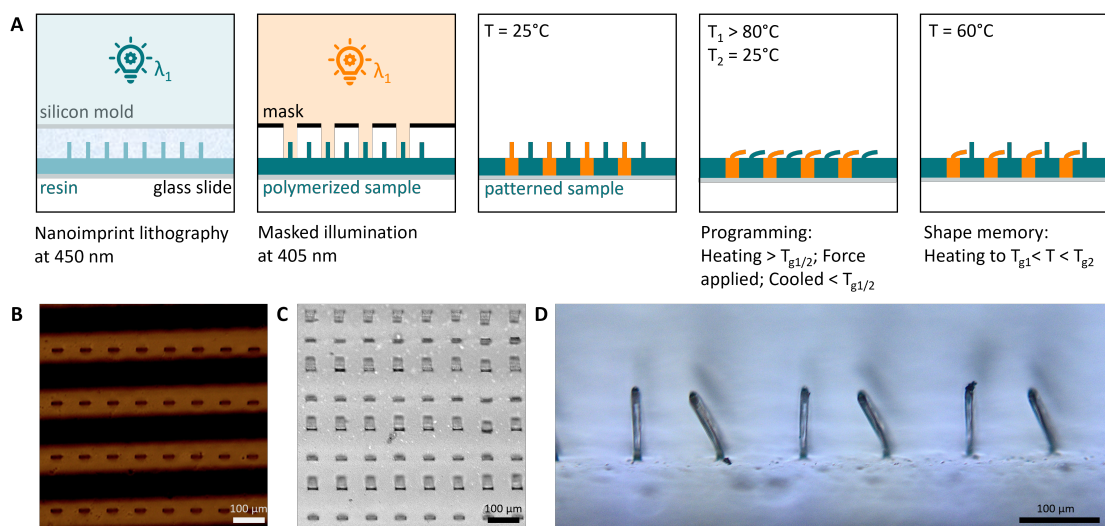 A
λ1
silicon mold
resin
glass slide
Nanoimprint lithography
at 450 nm
λ1
mask
polymerized sample
Masked illumination
at 405 nm
T = 25°C
patterned sample
T1 > 80°C
T2 = 25°C
Programming:
Heating > Tg1/2; Force
applied; Cooled < Tg1/2
T = 60°C
Shape memory:
Heating to Tg1< T < Tg2
B
100 µm
C
100 µm
D
100 µm